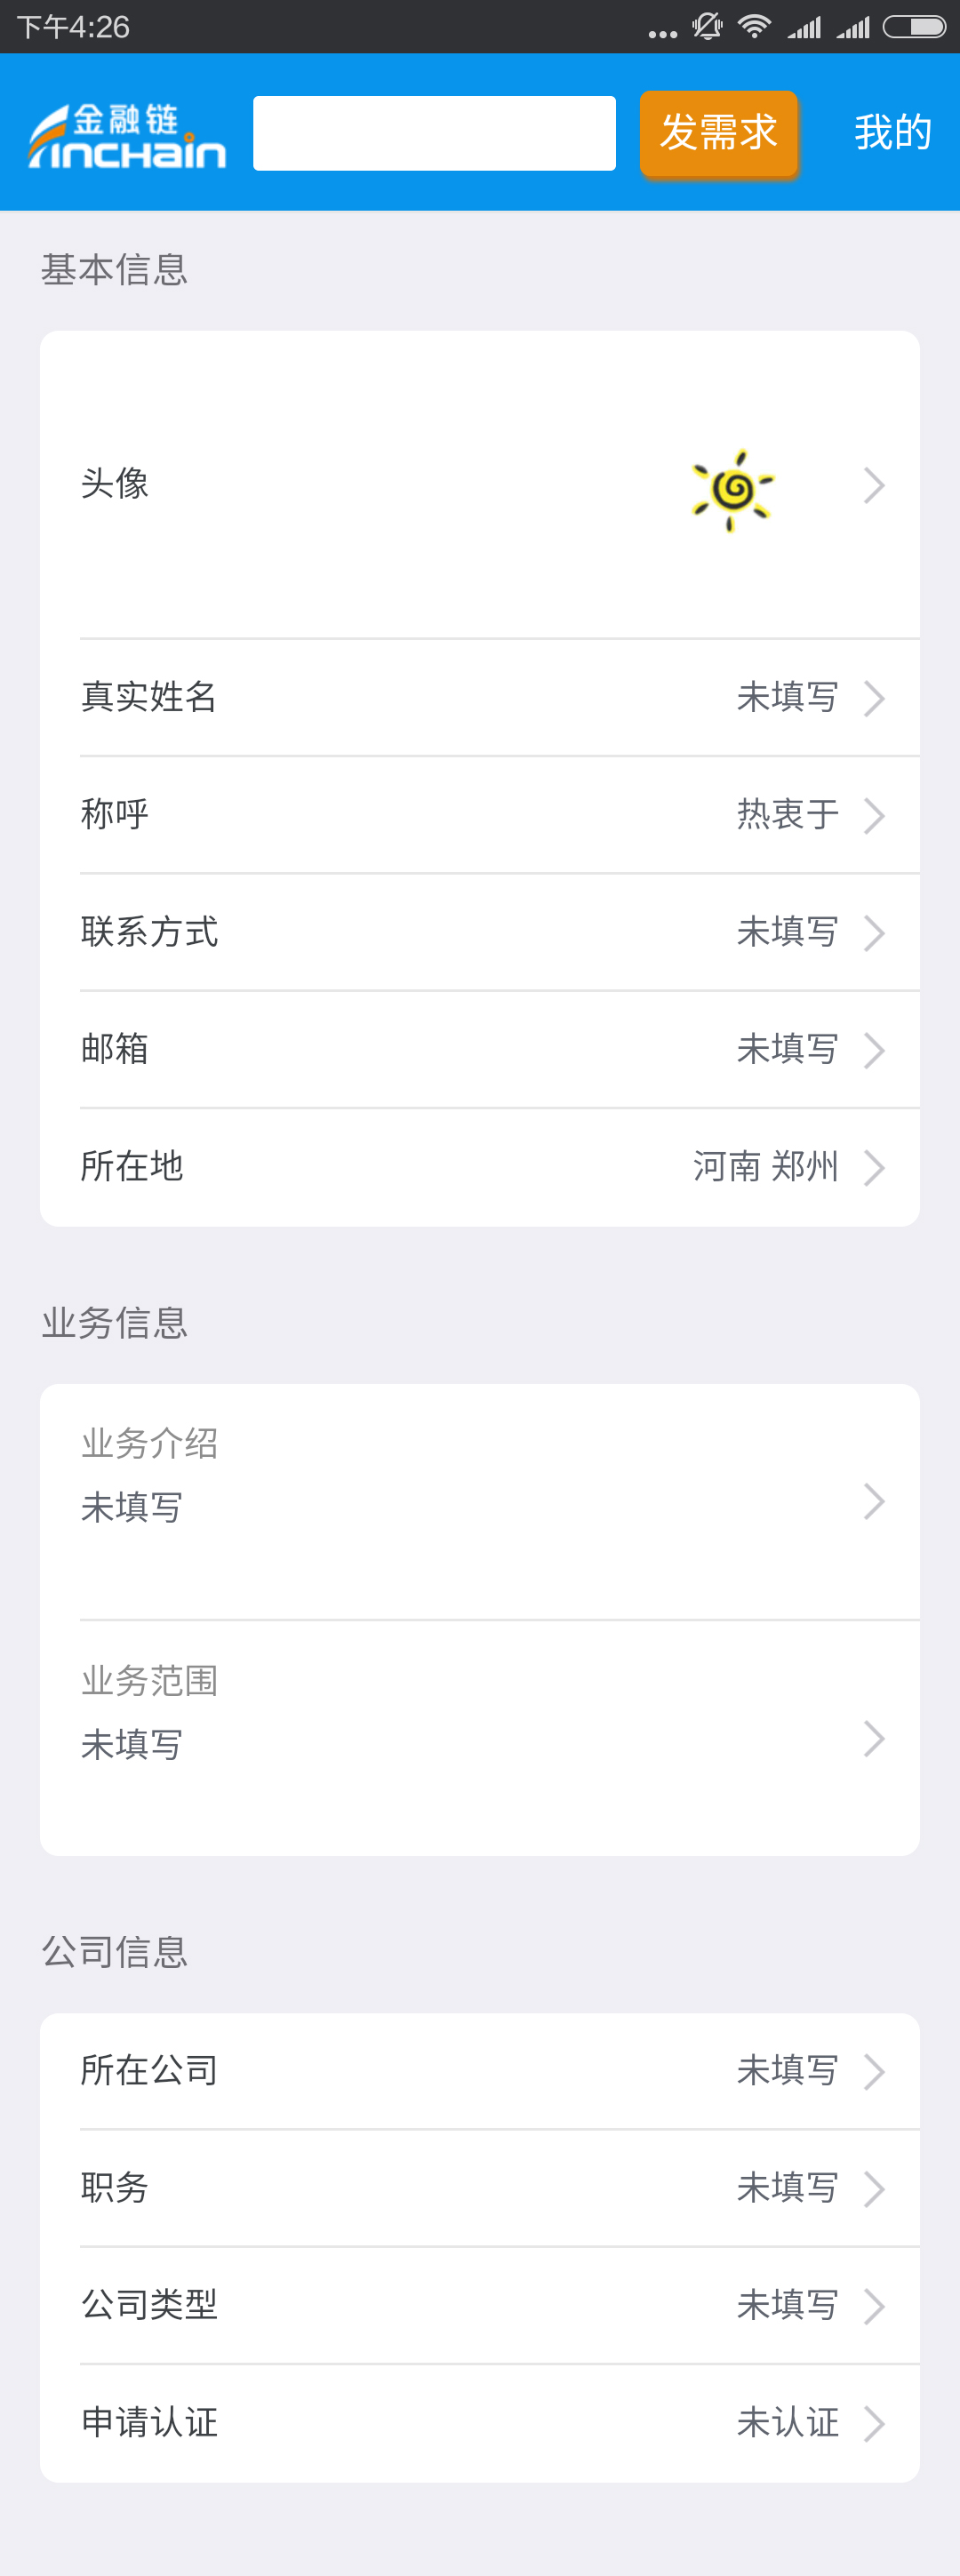 下午4:26
金融链
FINCHAIN
发需求
我的
基本信息
头像
真实姓名 未填写
称呼 热衷于
联系方式 未填写
邮箱 未填写
所在地 河南 郑州
业务信息
业务介绍
未填写
业务范围
未填写
公司信息
所在公司 未填写
职务 未填写
公司类型 未填写
申请认证 未认证